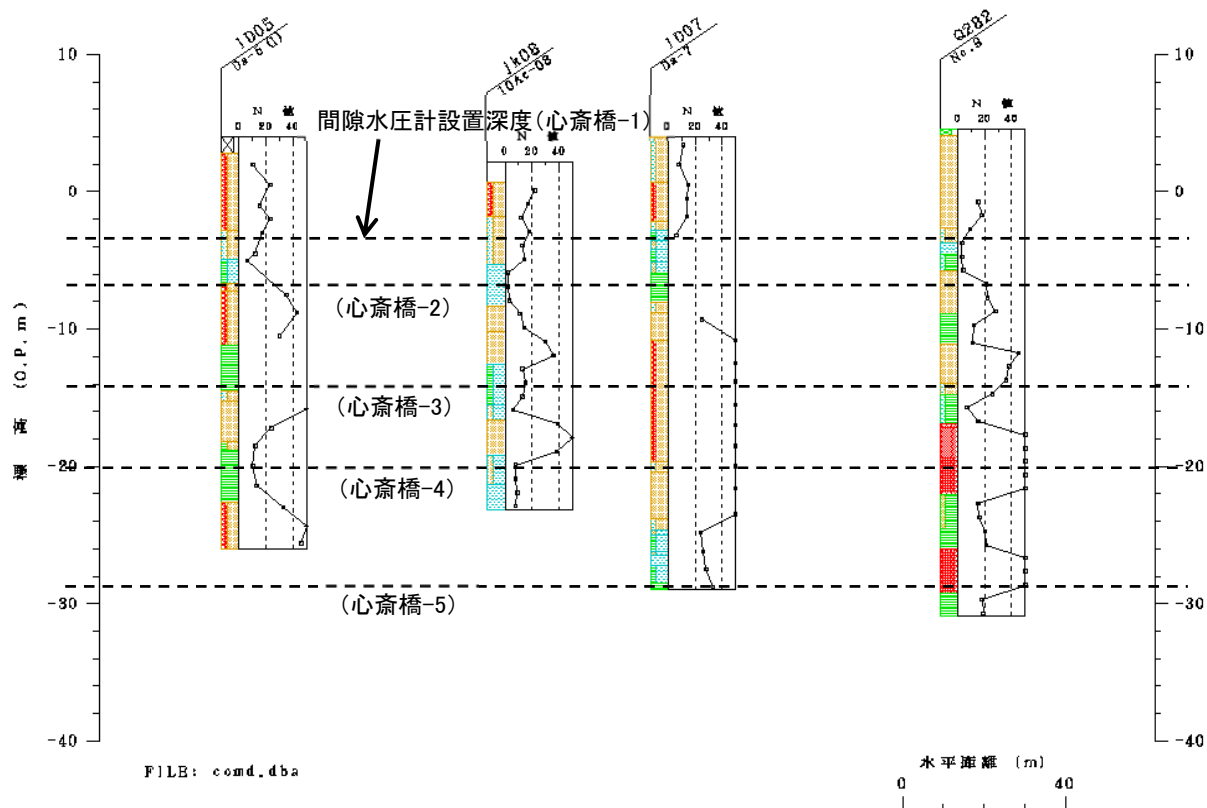 1D05
Da-6 (1)
jk08
10Ac-08
1D07
Da-7
Q282
No.9
10
0
-10
-20
-30
-40
標 高 (O.P.m)
N 値
0 20 40
N 値
0 20 40
N 値
0 20 40
N 値
0 20 40
間隙水圧計設置深度(心斎橋-1)
(心斎橋-2)
(心斎橋-3)
(心斎橋-4)
(心斎橋-5)
10
0
-10
-20
-30
-40
FILE: comd.dba
水平距離 (m)
0 40